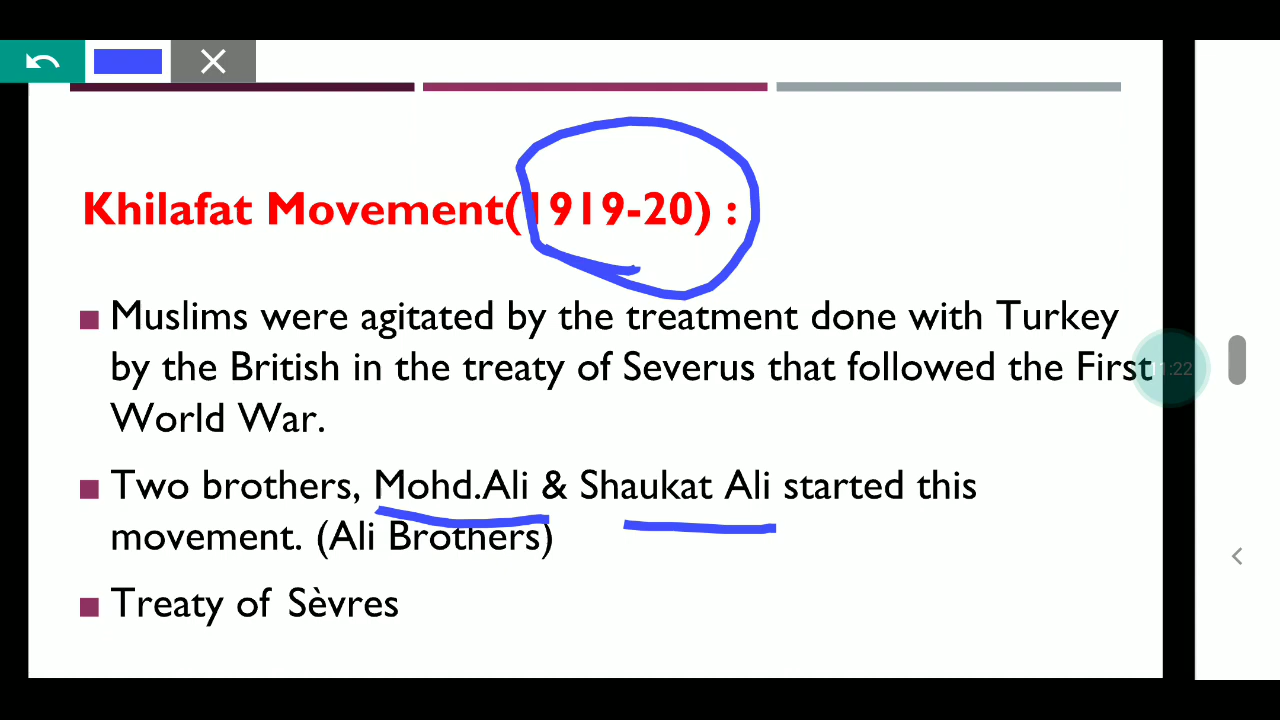 Khilafat Movement(1919-20) :
Muslims were agitated by the treatment done with Turkey
by the British in the treaty of Severus that followed the First
World War.
11:22
Two brothers, Mohd.Ali & Shaukat Ali started this
movement. (Ali Brothers)
Treaty of Sèvres